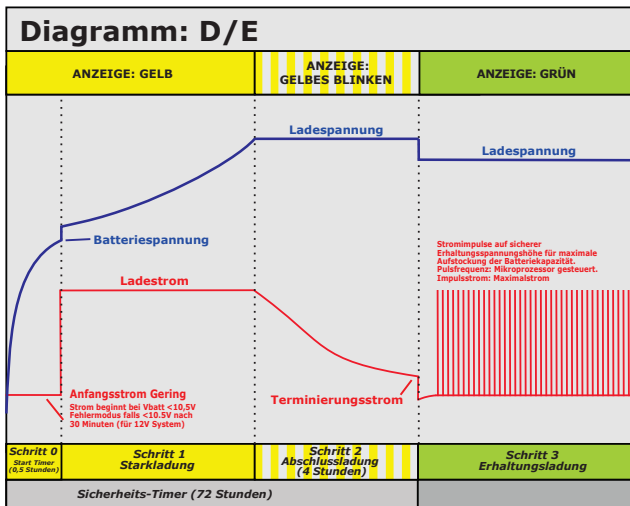 Diagramm: D/E
ANZEIGE: GELB
ANZEIGE:
GELBES BLINKEN
ANZEIGE: GRÜN
Ladespannung
Ladespannung
Batteriespannung
Stromimpulse auf sicherer
Erhaltungsspannungshöhe für maximale
Aufstockung der Batteriekapazität.
Pulsfrequenz: Mikroprozessor gesteuert.
Impulsstrom: Maximalstrom
Ladestrom
Anfangsstrom Gering
Strom beginnt bei Vbatt <10,5V
Fehlermodus falls <10.5V nach
30 Minuten (für 12V System)
Terminierungsstrom
Schritt 0
Start Timer
(0,5 Stunden)
Schritt 1
Starkladung
Schritt 2
Abschlussladung
(4 Stunden)
Schritt 3
Erhaltungsladung
Sicherheits-Timer (72 Stunden)